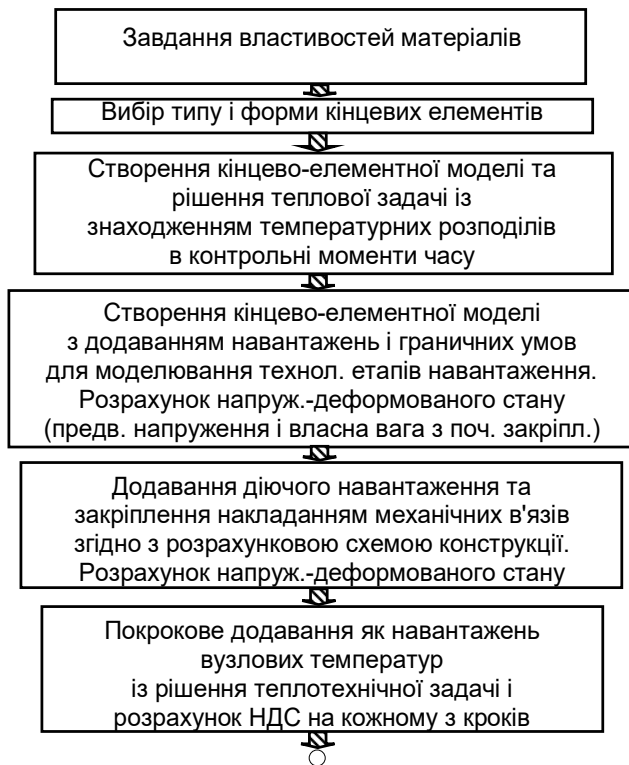 Завдання властивостей матеріалів
Вибір типу і форми кінцевих елементів
Створення кінцево-елементної моделі та
рішення теплової задачі із
знаходженням температурних розподілів
в контрольні моменти часу
Створення кінцево-елементної моделі
з додаванням навантажень і граничних умов
для моделювання технол. етапів навантаження.
Розрахунок напруж.-деформованого стану
(предв. напруження і власна вага з поч. закріпл.)
Додавання діючого навантаження та
закріплення накладанням механічних в'язів
згідно з розрахунковою схемою конструкції.
Розрахунок напруж.-деформованого стану
Покрокове додавання як навантажень
вузлових температур
із рішення теплотехнічної задачі і
розрахунок НДС на кожному з кроків